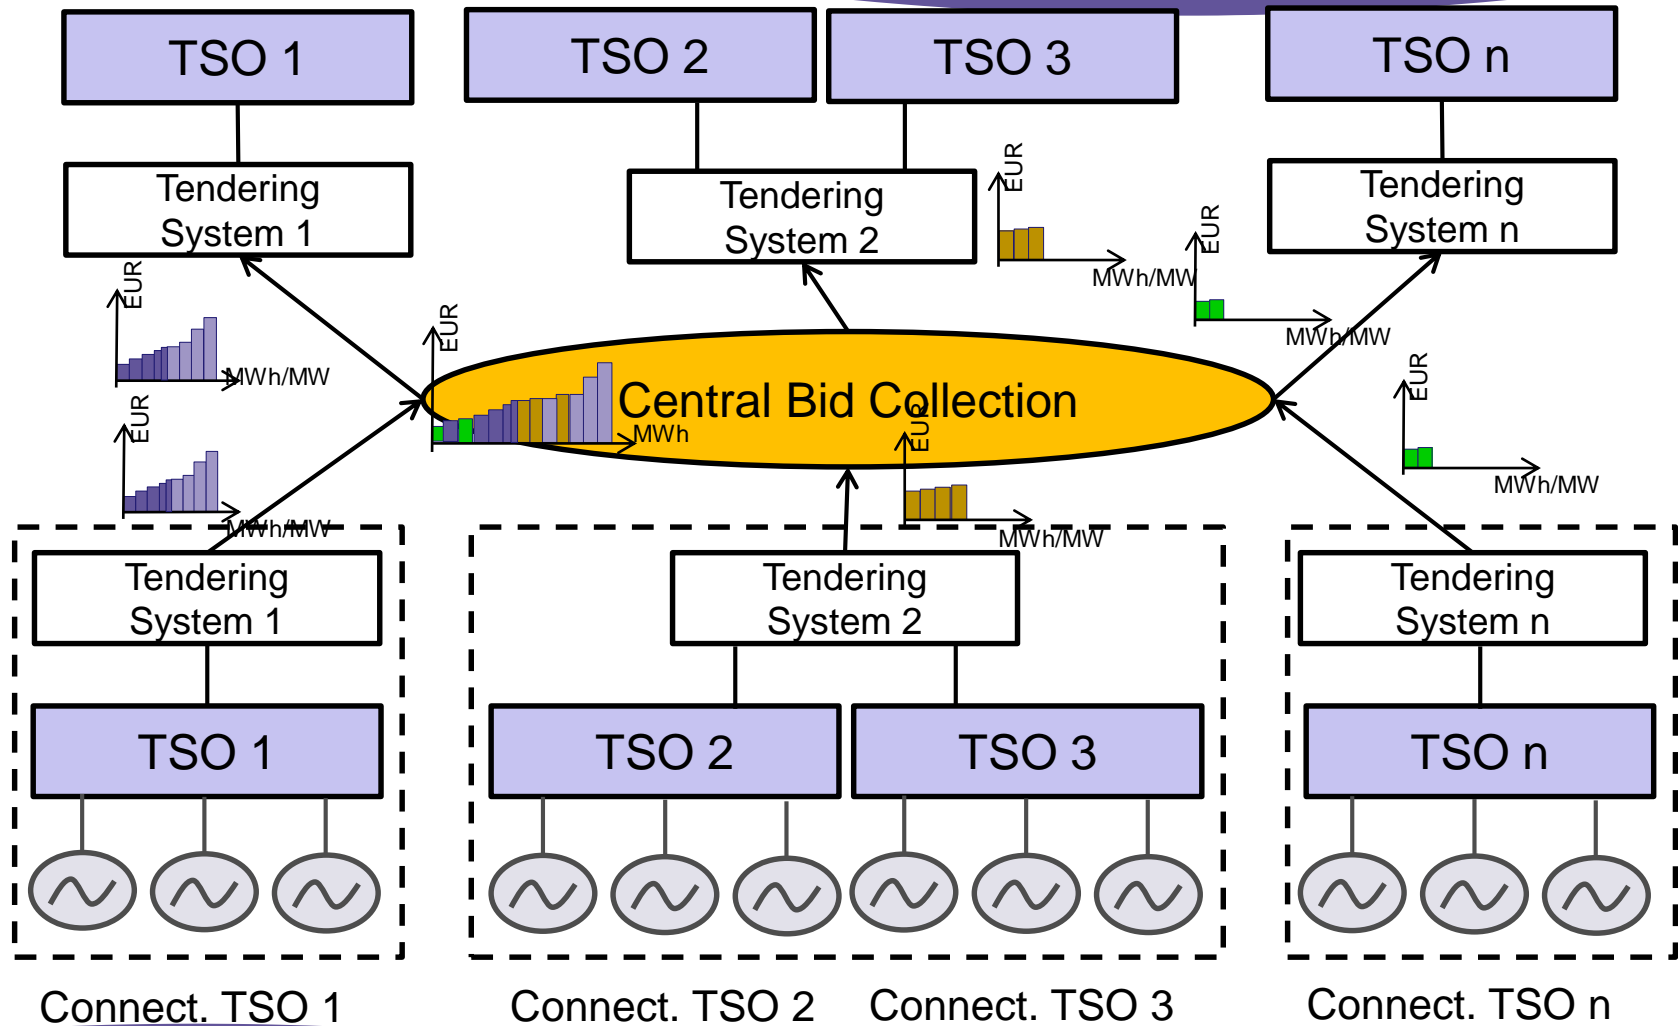 TSO 1
TSO 2
TSO 3
TSO n
Tendering
System 1
Tendering
System 2
EUR
MWh/MW
EUR
MWh/MW
Tendering
System n
EUR
MWh/MW
EUR
MWh/MW
EUR
MWh
Central Bid Collection
EUR
MWh/MW
EUR
MWh/MW
Tendering
System 1
Tendering
System 2
Tendering
System n
TSO 1
TSO 2
TSO 3
TSO n
Connect. TSO 1
Connect. TSO 2
Connect. TSO 3
Connect. TSO n